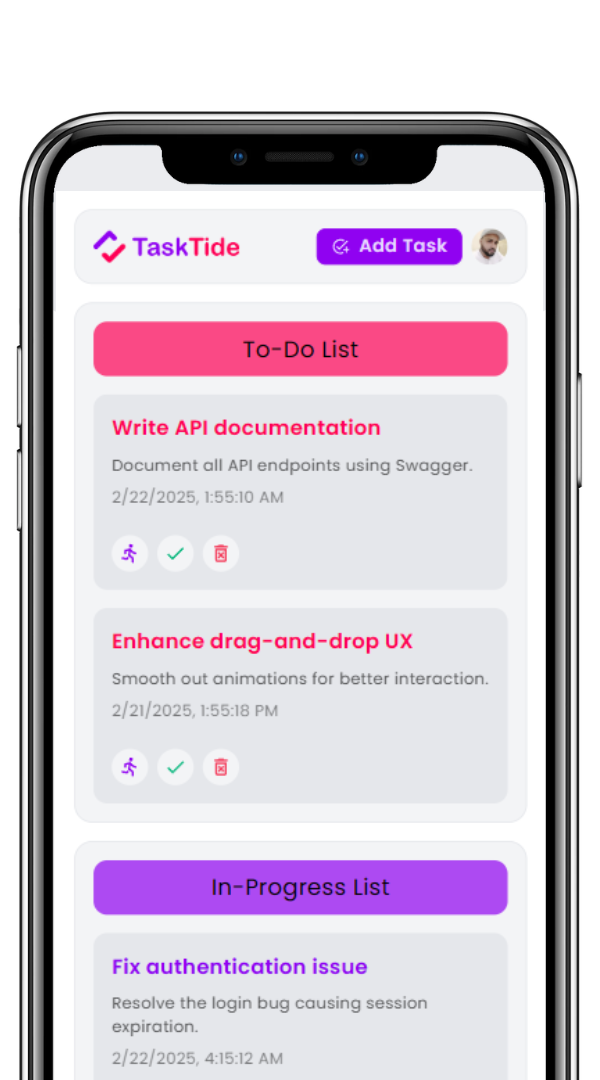 TaskTide
Add Task
To-Do List
Write API documentation
Document all API endpoints using Swagger.
2/22/2025, 1:55:10 AM
Enhance drag-and-drop UX
Smooth out animations for better interaction.
2/21/2025, 1:55:18 PM
In-Progress List
Fix authentication issue
Resolve the login bug causing session
expiration.
2/22/2025, 4:15:12 AM